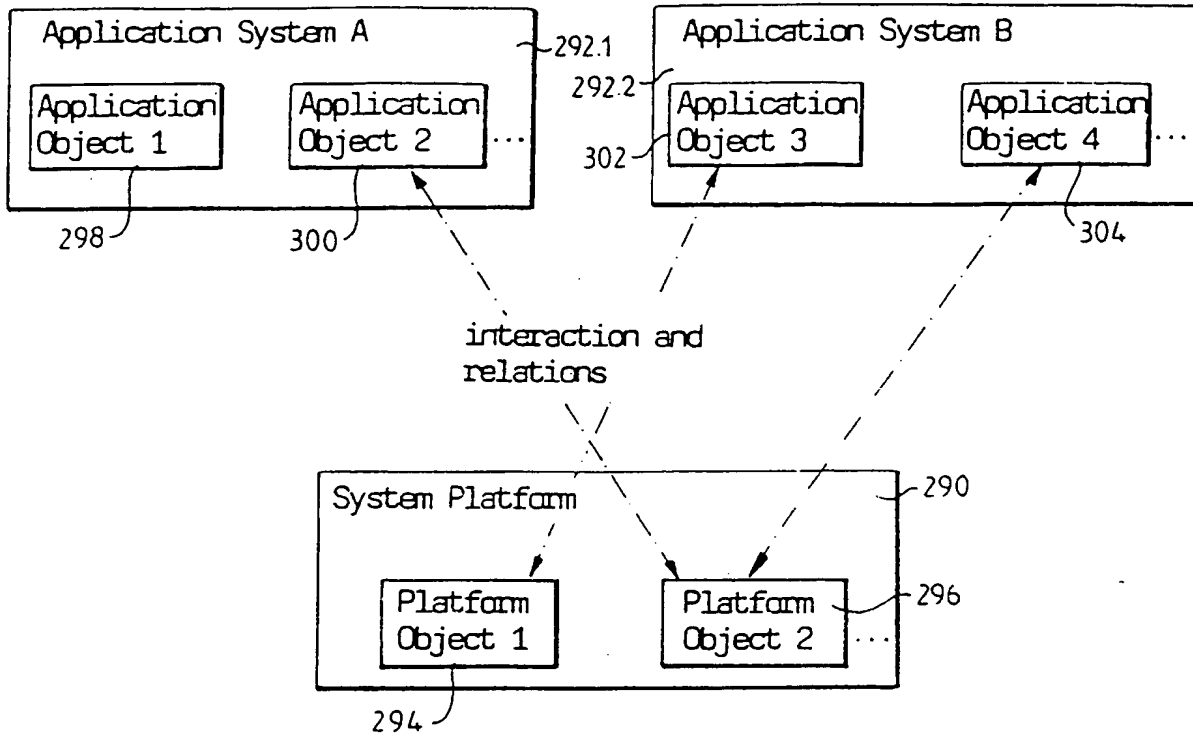 Application System A
292.1
Application
Object 1
Application
Object 2
...
298
300
Application System B
292.2
Application
Object 3
302
Application
Object 4
...
304
interaction and
relations
System Platform
290
Platform
Object 1
294
Platform
Object 2
...
296